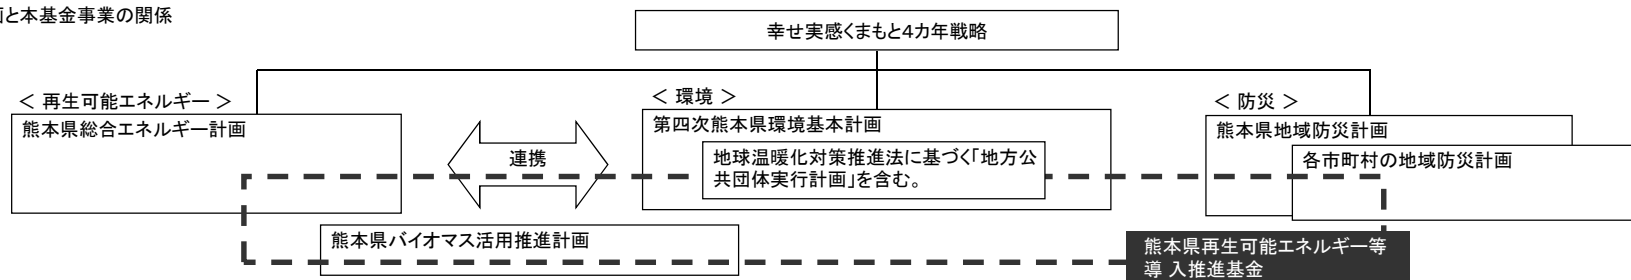 画と本基金事業の関係
幸せ実感くまもと4カ年戦略
＜ 再生可能エネルギー ＞
熊本県総合エネルギー計画
連携
＜ 環境 ＞
第四次熊本県環境基本計画
地球温暖化対策推進法に基づく「地方公
共団体実行計画」を含む。
＜ 防災 ＞
熊本県地域防災計画
各市町村の地域防災計画
熊本県バイオマス活用推進計画
熊本県再生可能エネルギー等
導 入推進基金